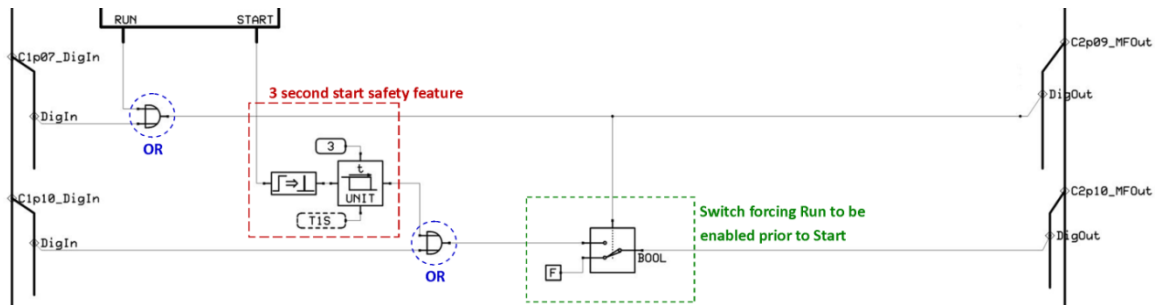 RUN START
C1p07_DigIn
C2p09_MFOut
3 second start safety feature
DigOut
DigIn
OR
3
t
UNIT
C1p10_DigIn
C2p10_MFOut
T1S
Switch forcing Run to be
enabled prior to Start
DigIn
DigOut
OR
BOOL
F